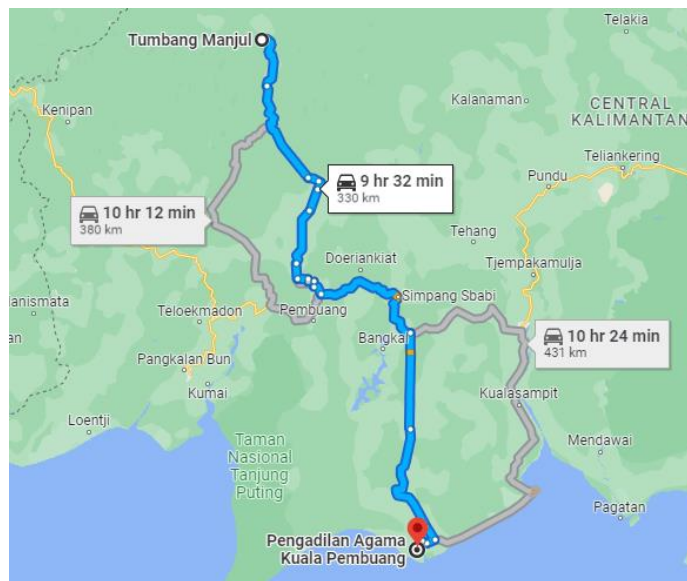 Telakia
Tumbang Manjul
Kenipan
Kalanaman
CENTRAL
KALIMANTAN
Teliankering
9 hr 32 min
330 km
Pundu
10 hr 12 min
380 km
Tehang
Doeriankiat
Tjempakamulja
Simpang Sbabi
Teloekmadon
Pembuang
10 hr 24 min
431 km
Bangkal
Pangkalan Bun
Kumai
Kualasampit
Loentji
Taman
Nasional
Tanjung
Puting
Mendawai
Pagatan
Pengadilan Agama
Kuala Pembuang